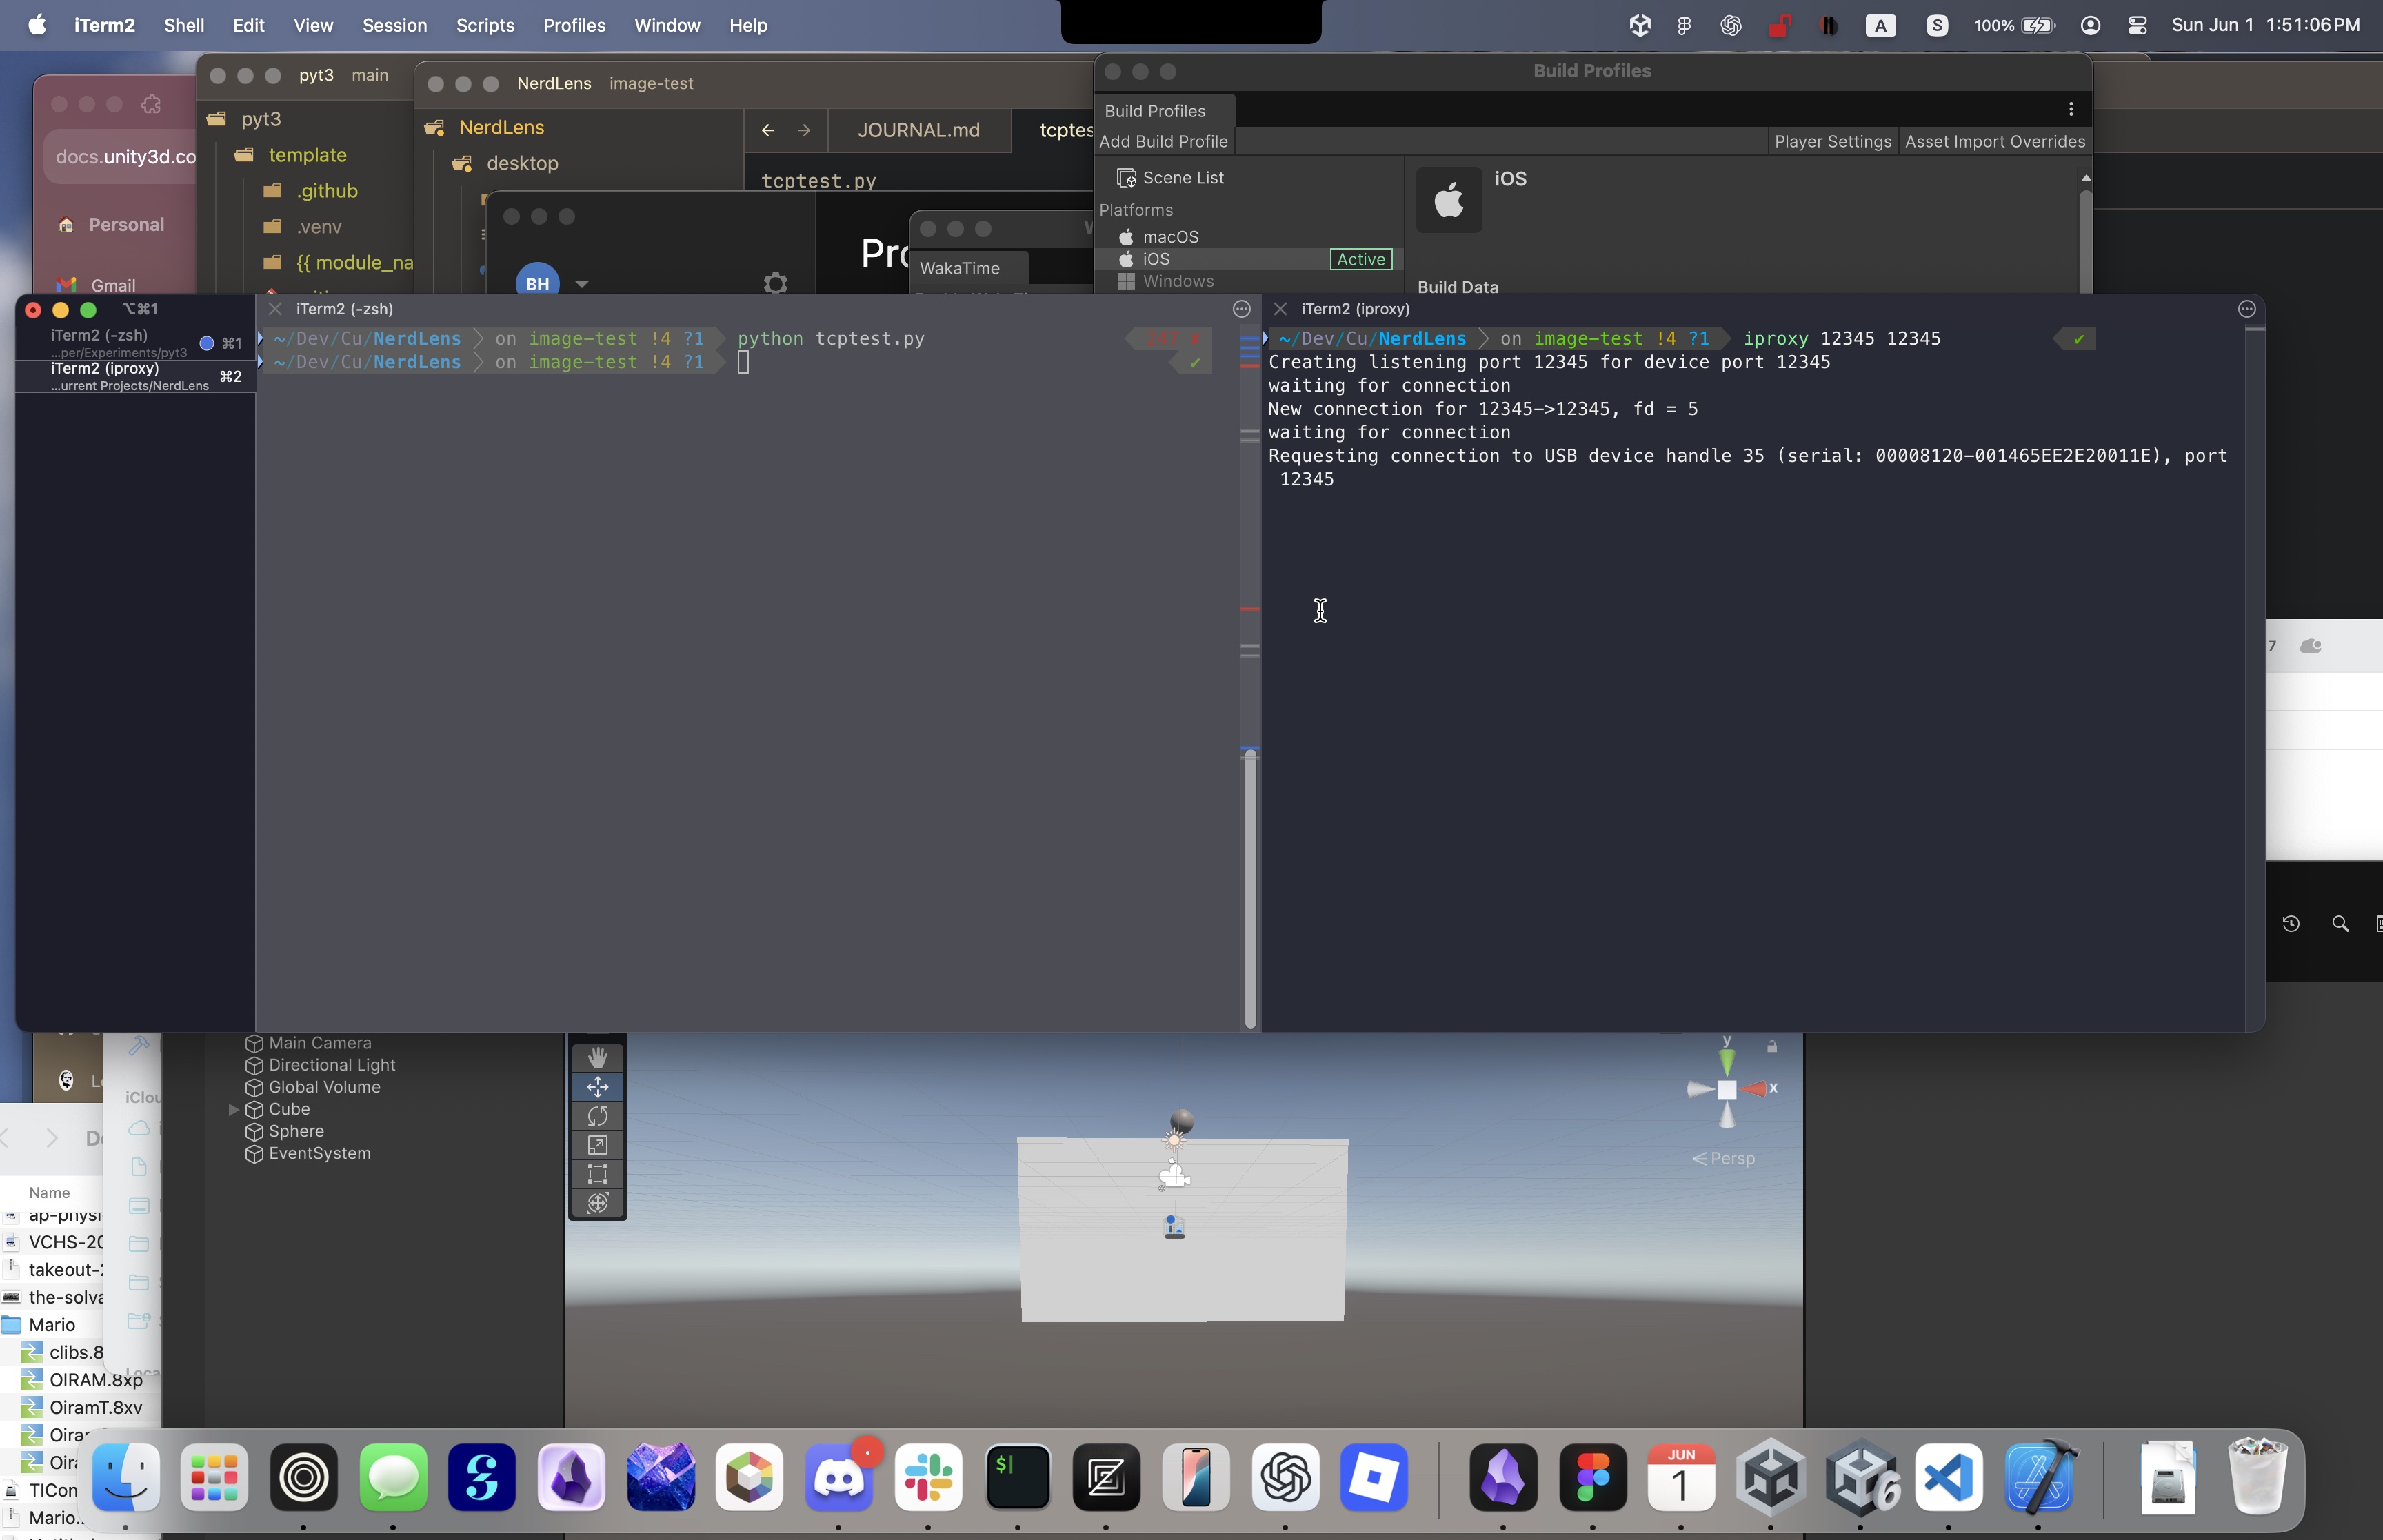 iTerm2 Shell Edit View Session Scripts Profiles Window Help
A S 100% Sun Jun 1 1:51:06 PM
docs.unity3d.co
Personal
Gmail
pyt3 main
pyt3
template
.github
.venv
{{ module_na
NerdLens image-test
NerdLens
desktop
JOURNAL.md
tcptes
tcptest.py
BH
Pro
WakaTime
Build Profiles
Build Profiles
Add Build Profile
Player Settings
Asset Import Overrides
Scene List
Platforms
macOS
iOS Active
Windows
iOS
Build Data
⌥⌘1
iTerm2 (-zsh)
...per/Experiments/pyt3
⌘1
iTerm2 (iproxy)
...urrent Projects/NerdLens
⌘2
iTerm2 (-zsh)
~/Dev/Cu/NerdLens on image-test !4 ?1 python tcptest.py
~/Dev/Cu/NerdLens on image-test !4 ?1 ✔
iTerm2 (iproxy)
~/Dev/Cu/NerdLens on image-test !4 ?1 iproxy 12345 12345 ✔
Creating listening port 12345 for device port 12345
waiting for connection
New connection for 12345->12345, fd = 5
waiting for connection
Requesting connection to USB device handle 35 (serial: 00008120-001465EE2E20011E), port
12345
7
Main Camera
Directional Light
Global Volume
Cube
Sphere
EventSystem
y
x
Persp
iClou
Name
VCHS-20
takeout-2
the-solva
Mario
clibs.8
OIRAM.8xp
OiramT.8xv
Oiram
Oira
TICon
Mario..
$
JUN
1
6